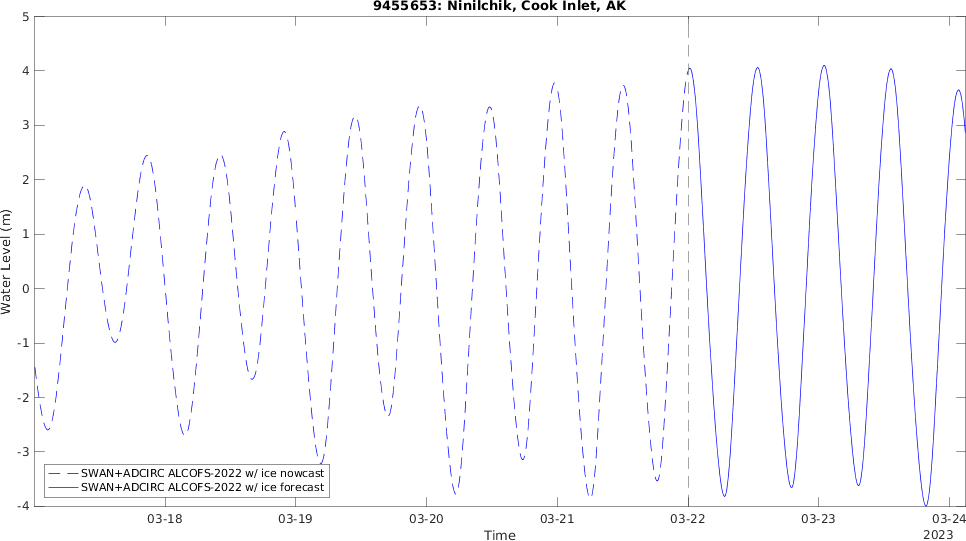 9455653: Ninilchik, Cook Inlet, AK
5
4
3
2
1
0
-1
-2
-3
-4
Water Level (m)
SWAN+ADCIRC ALCOFS-2022 w/ ice nowcast
SWAN+ADCIRC ALCOFS-2022 w/ ice forecast
03-18 03-19 03-20 03-21 03-22 03-23 03-24
Time
2023